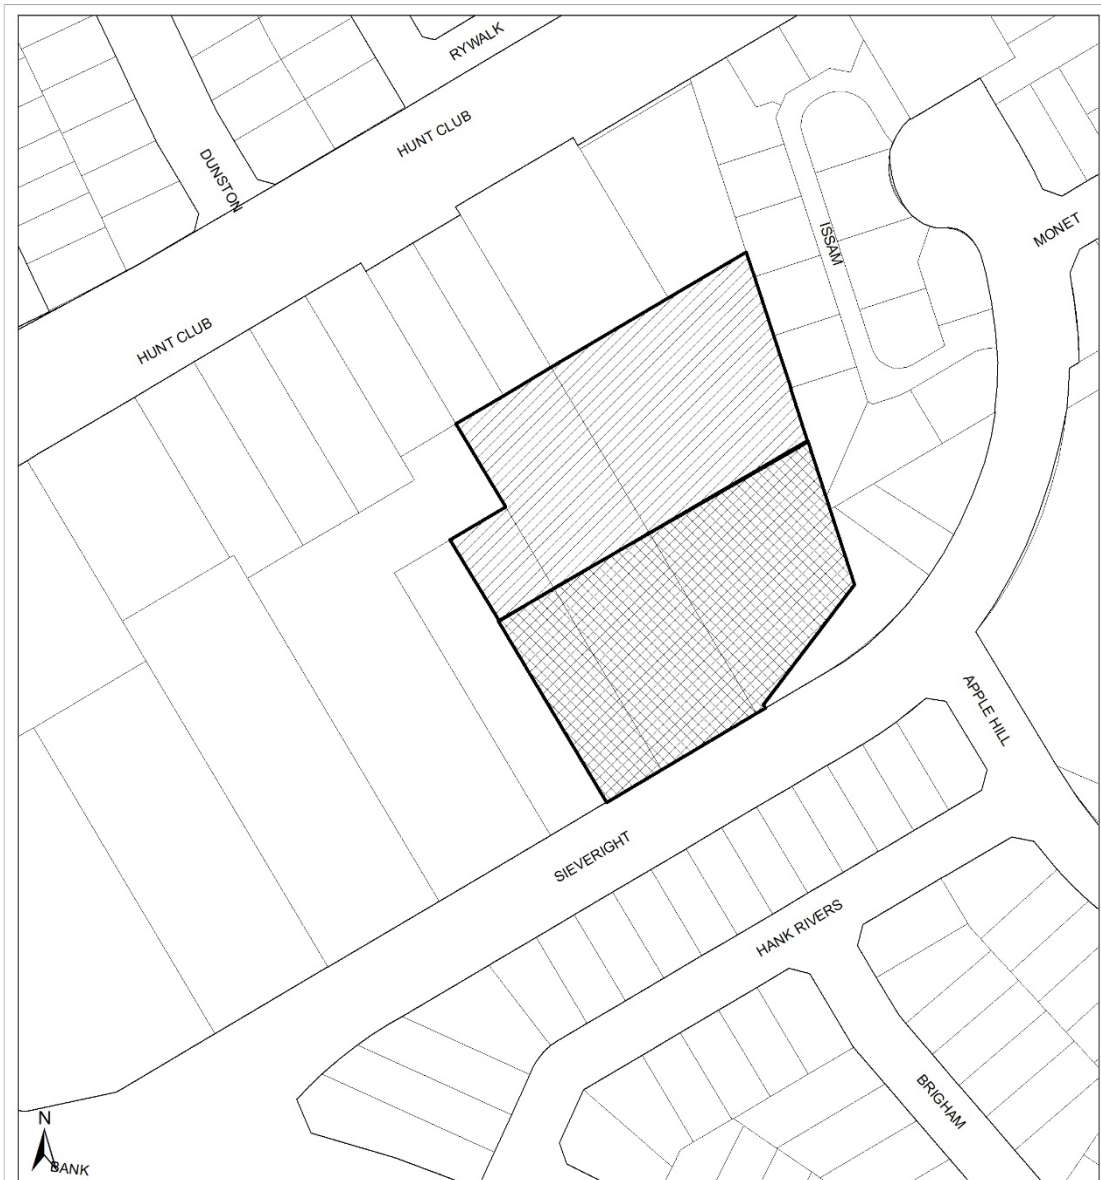 RYWALK
HUNT CLUB
DUNSTON
MONET
ISSAM
HUNT CLUB
APPLE HILL
SIEVERIGHT
HANK RIVERS
BRIGHAM
N
BANK